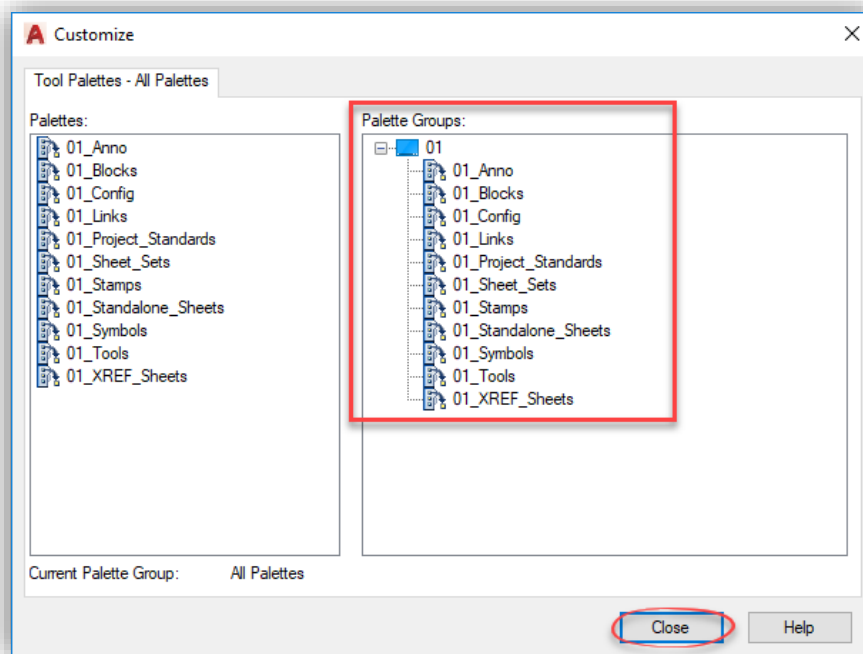 Customize
Tool Palettes - All Palettes
Palettes:
01_Anno
01_Blocks
01_Config
01_Links
01_Project_Standards
01_Sheet_Sets
01_Stamps
01_Standalone_Sheets
01_Symbols
01_Tools
01_XREF_Sheets
Palette Groups:
01
01_Anno
01_Blocks
01_Config
01_Links
01_Project_Standards
01_Sheet_Sets
01_Stamps
01_Standalone_Sheets
01_Symbols
01_Tools
01_XREF_Sheets
Current Palette Group: All Palettes
Close Help